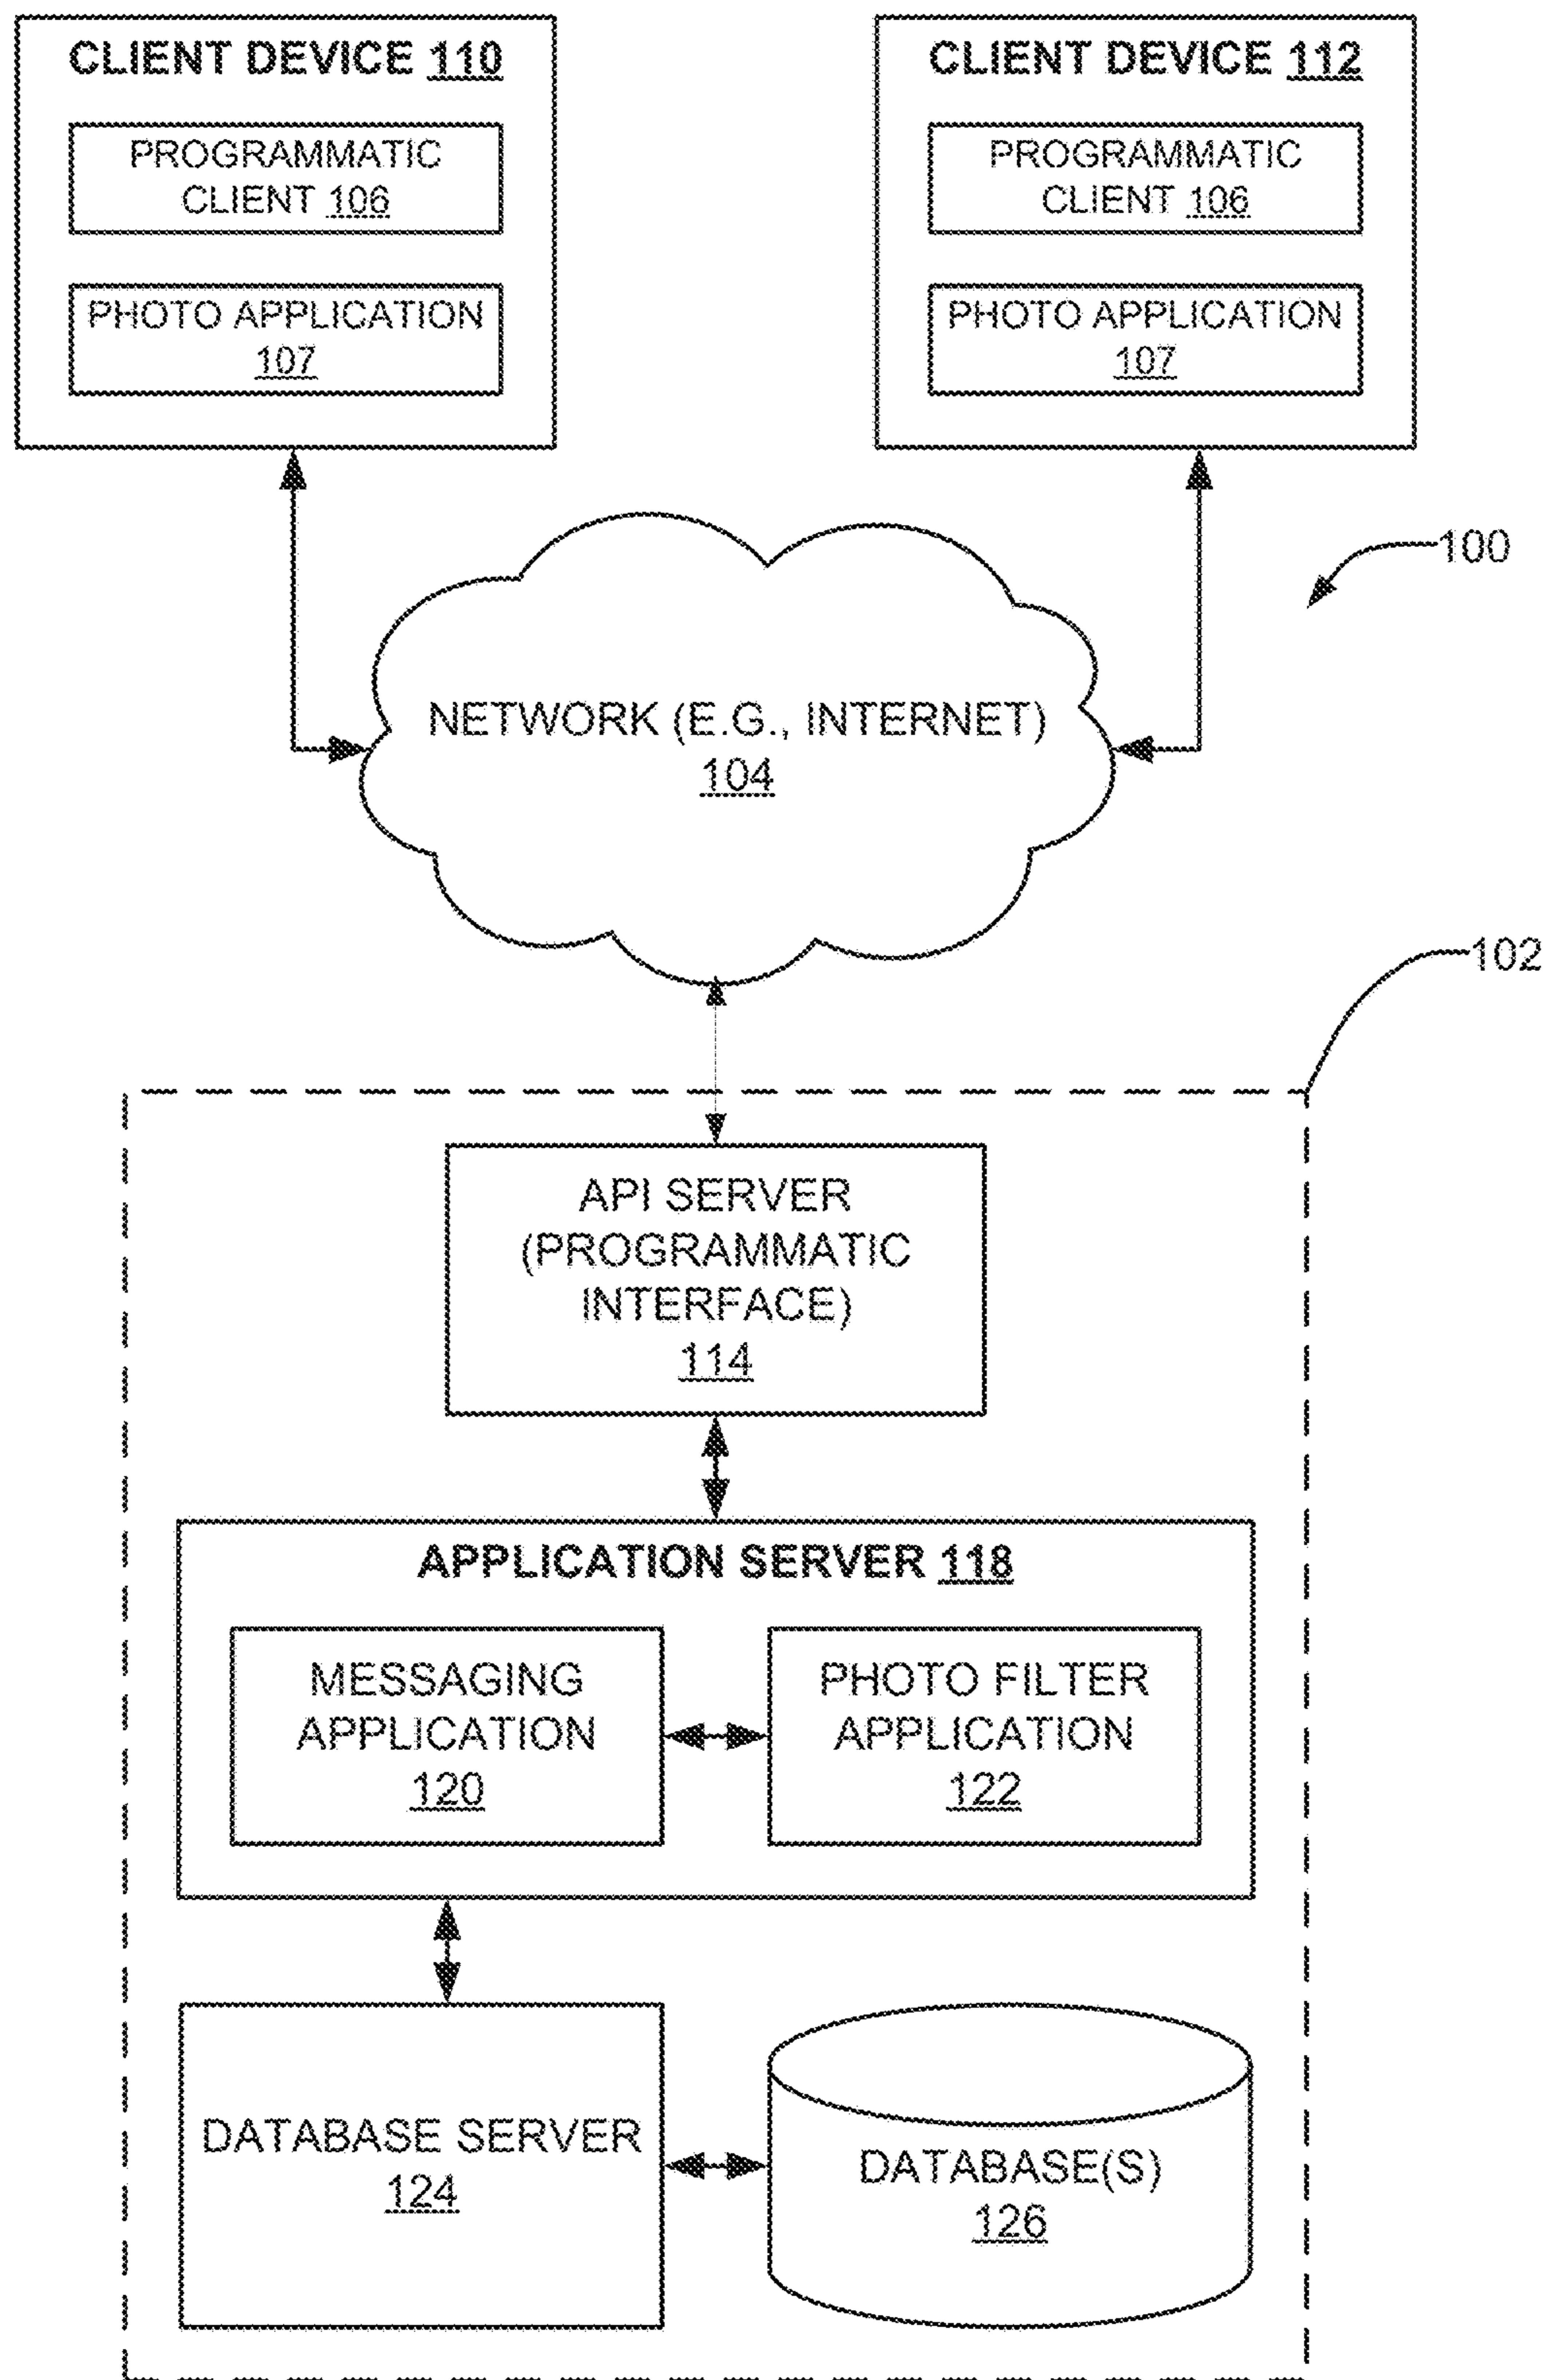 CLIENT DEVICE 110
PROGRAMMATIC
CLIENT 106
PHOTO APPLICATION
107
CLIENT DEVICE 112
PROGRAMMATIC
CLIENT 106
PHOTO APPLICATION
107
100
NETWORK (E.G., INTERNET)
104
102
API SERVER
(PROGRAMMATIC
INTERFACE)
114
APPLICATION SERVER 118
MESSAGING
APPLICATION
120
PHOTO FILTER
APPLICATION
122
DATABASE SERVER
124
DATABASE(S)
126